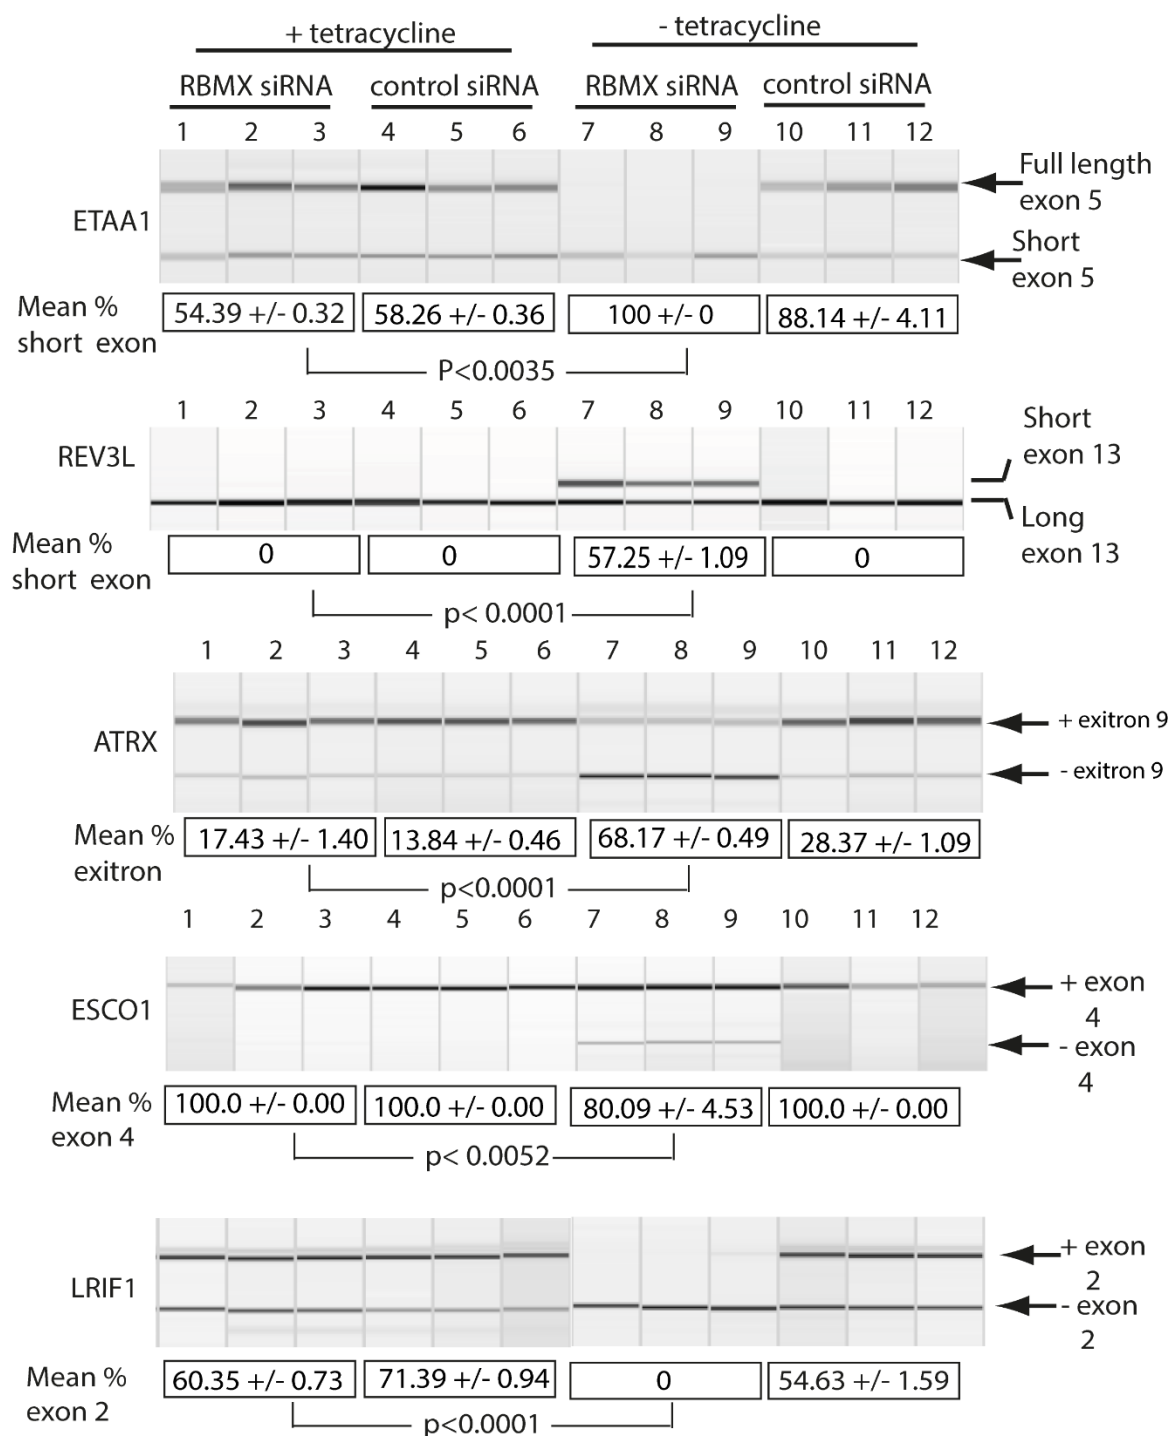 + tetracycline
- tetracycline
RBMX siRNA
control siRNA
RBMX siRNA
control siRNA
1 2 3 4 5 6 7 8 9 10 11 12
ETAA1
Full length
exon 5
Short
exon 5
Mean %
short exon
54.39 +/- 0.32
58.26 +/- 0.36
100 +/- 0
88.14 +/- 4.11
P<0.0035
1 2 3 4 5 6 7 8 9 10 11 12
REV3L
Short
exon 13
Long
exon 13
Mean %
short exon
0
0
57.25 +/- 1.09
0
p< 0.0001
1 2 3 4 5 6 7 8 9 10 11 12
ATRX
+ exitron 9
- exitron 9
Mean %
exitron
17.43 +/- 1.40
13.84 +/- 0.46
68.17 +/- 0.49
28.37 +/- 1.09
p<0.0001
1 2 3 4 5 6 7 8 9 10 11 12
ESCO1
+ exon
4
- exon
4
Mean %
exon 4
100.0 +/- 0.00
100.0 +/- 0.00
80.09 +/- 4.53
100.0 +/- 0.00
p< 0.0052
LRIF1
+ exon
2
- exon
2
Mean %
exon 2
60.35 +/- 0.73
71.39 +/- 0.94
0
54.63 +/- 1.59
p<0.0001